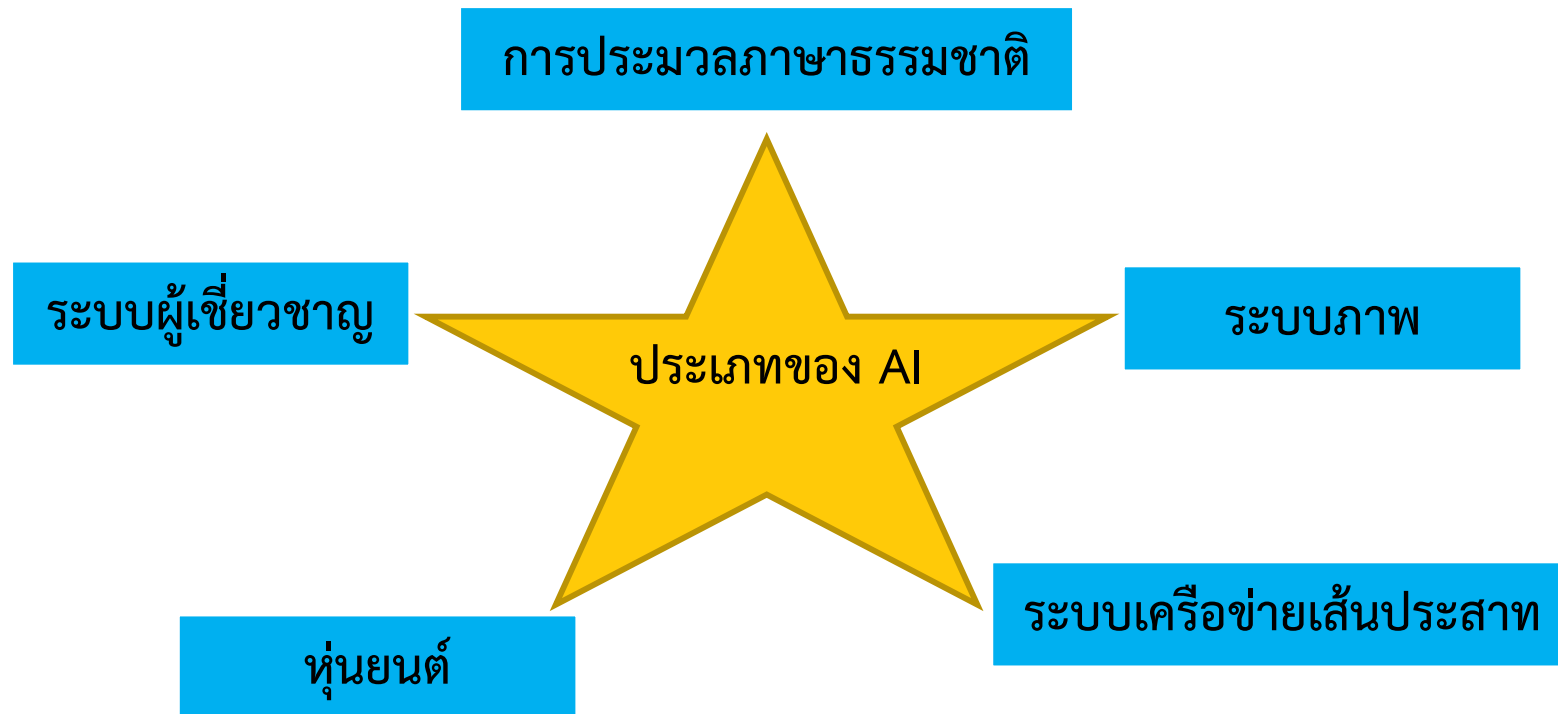 การประมวลภาษาธรรมชาติ
ระบบผู้เชี่ยวชาญ
ระบบภาพ
ประเภทของ AI
ระบบเครือข่ายเส้นประสาท
หุ่นยนต์